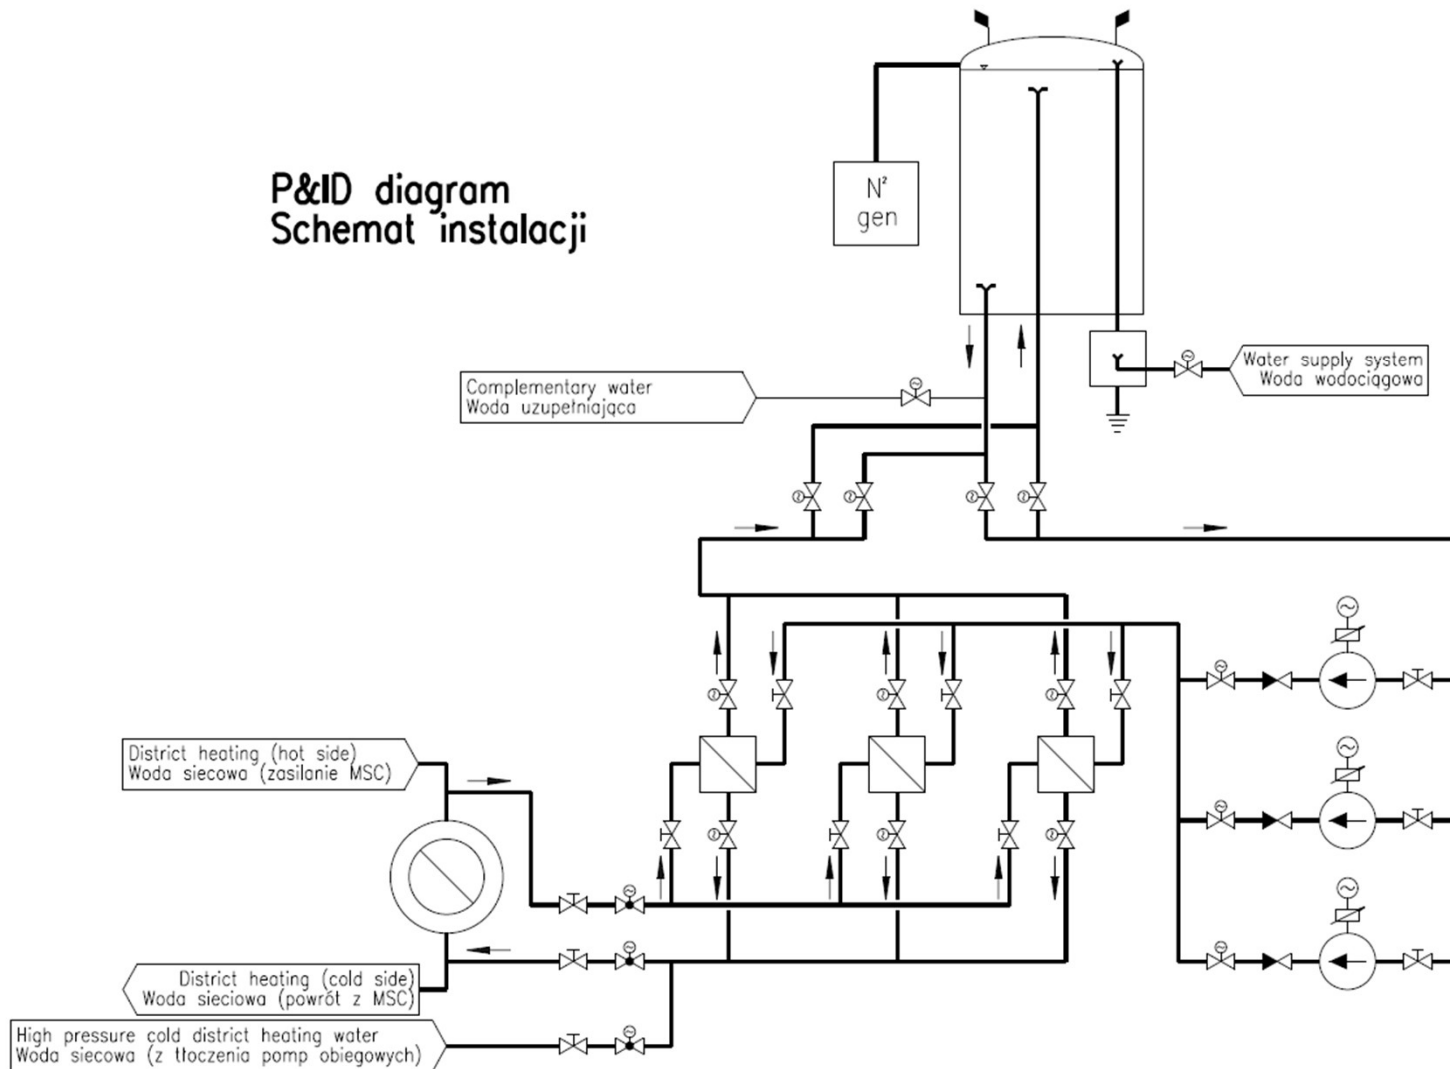 P&ID diagram
Schemat instalacji
N²
gen
Complementary water
Woda uzupełniająca
Water supply system
Woda wodociągowa
District heating (hot side)
Woda siecowa (zasilanie MSC)
District heating (cold side)
Woda sieciowa (powrót z MSC)
High pressure cold district heating water
Woda siecowa (z tłoczenia pomp obiegowych)